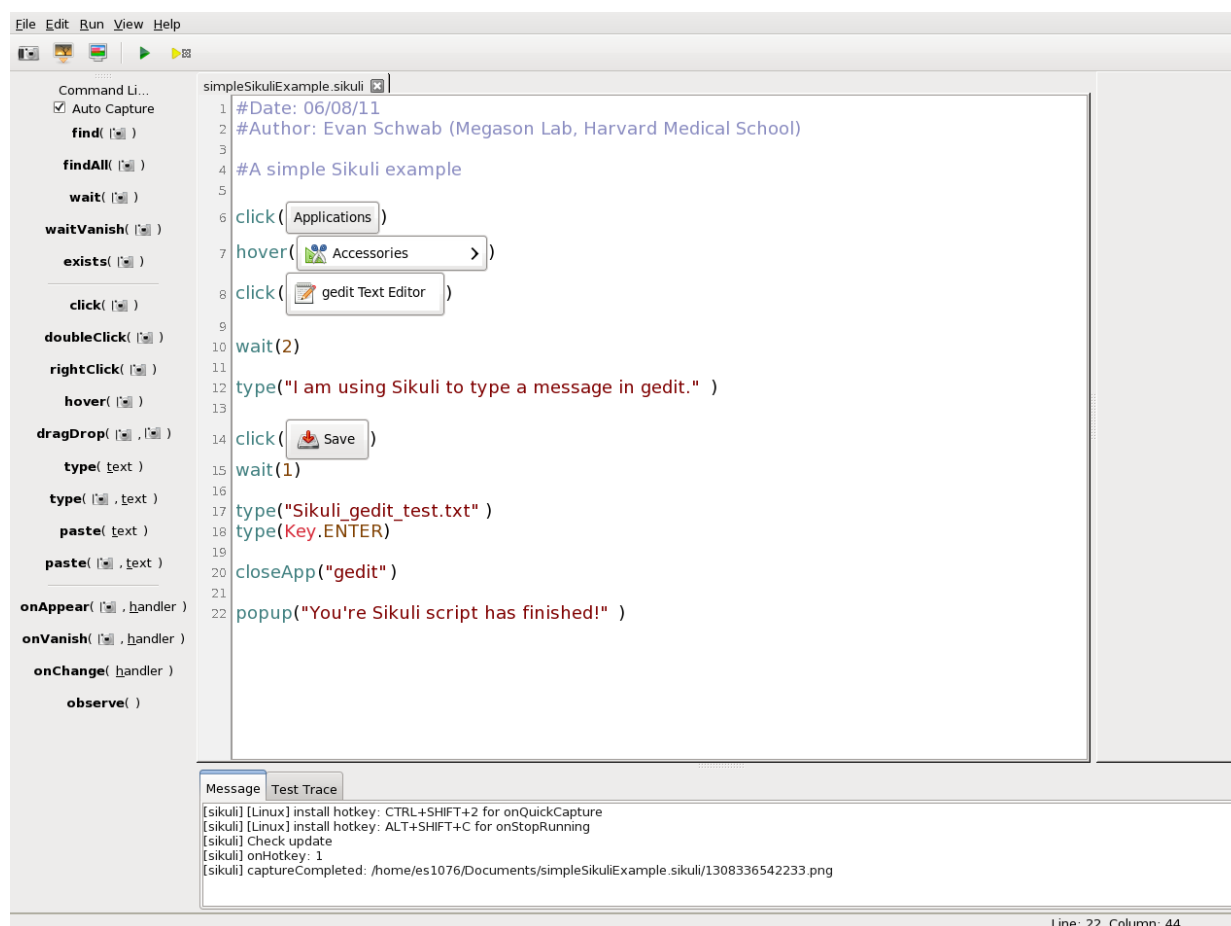 File Edit Run View Help
Command Li...
Auto Capture
find( )
findAll( )
wait( )
waitVanish( )
exists( )
click( )
doubleClick( )
rightClick( )
hover( )
dragDrop( , )
type( text )
type( , text )
paste( text )
paste( , text )
onAppear( , handler )
onVanish( , handler )
onChange( handler )
observe( )
simpleSikuliExample.sikuli
1 #Date: 06/08/11
2 #Author: Evan Schwab (Megason Lab, Harvard Medical School)
3
4 #A simple Sikuli example
5
6 click( Applications )
7 hover( Accessories > )
8 click( gedit Text Editor )
9
10 wait(2)
11
12 type("I am using Sikuli to type a message in gedit." )
13
14 click( Save )
15 wait(1)
16
17 type("Sikuli_gedit_test.txt" )
18 type(Key.ENTER)
19
20 closeApp("gedit" )
21
22 popup("You're Sikuli script has finished!" )
Message Test Trace
[sikuli] [Linux] install hotkey: CTRL+SHIFT+2 for onQuickCapture
[sikuli] [Linux] install hotkey: ALT+SHIFT+C for onStopRunning
[sikuli] Check update
[sikuli] onHotkey: 1
[sikuli] captureCompleted: /home/es1076/Documents/simpleSikuliExample.sikuli/1308336542233.png
Line: 22, Column: 44